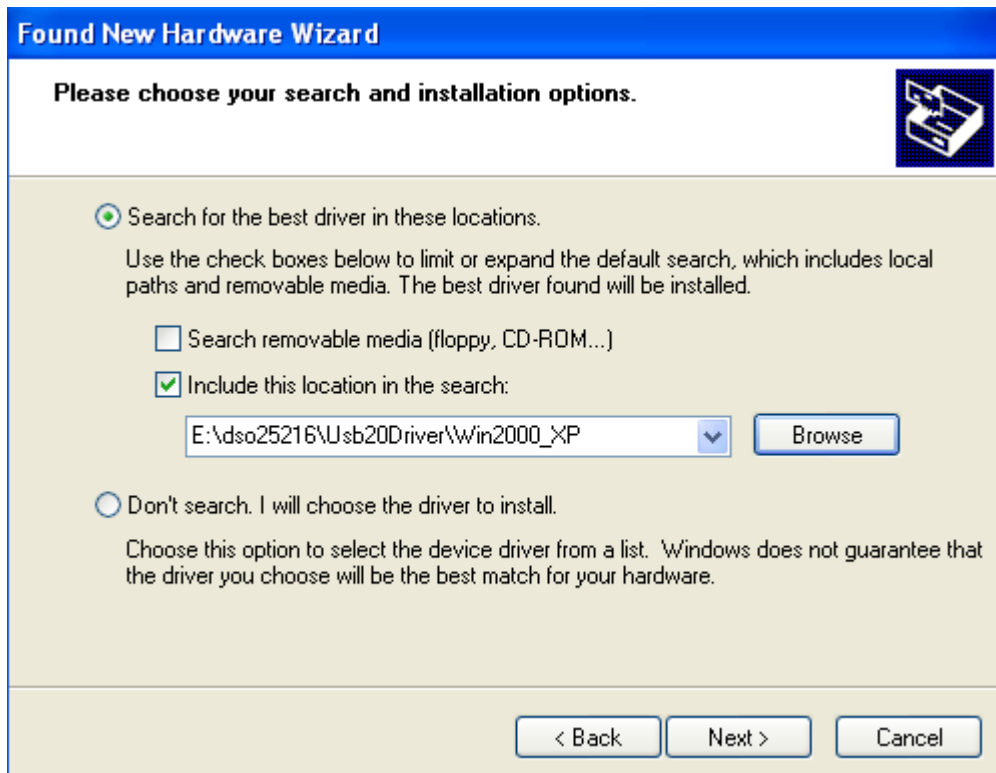 Found New Hardware Wizard
Please choose your search and installation options.
Search for the best driver in these locations.
Use the check boxes below to limit or expand the default search, which includes local
paths and removable media. The best driver found will be installed.
Search removable media (floppy, CD-ROM...)
Include this location in the search:
E:\dso25216\Usb20Driver\Win2000_XP
Browse
Don't search. I will choose the driver to install.
Choose this option to select the device driver from a list.  Windows does not guarantee that
the driver you choose will be the best match for your hardware.
< Back
Next >
Cancel